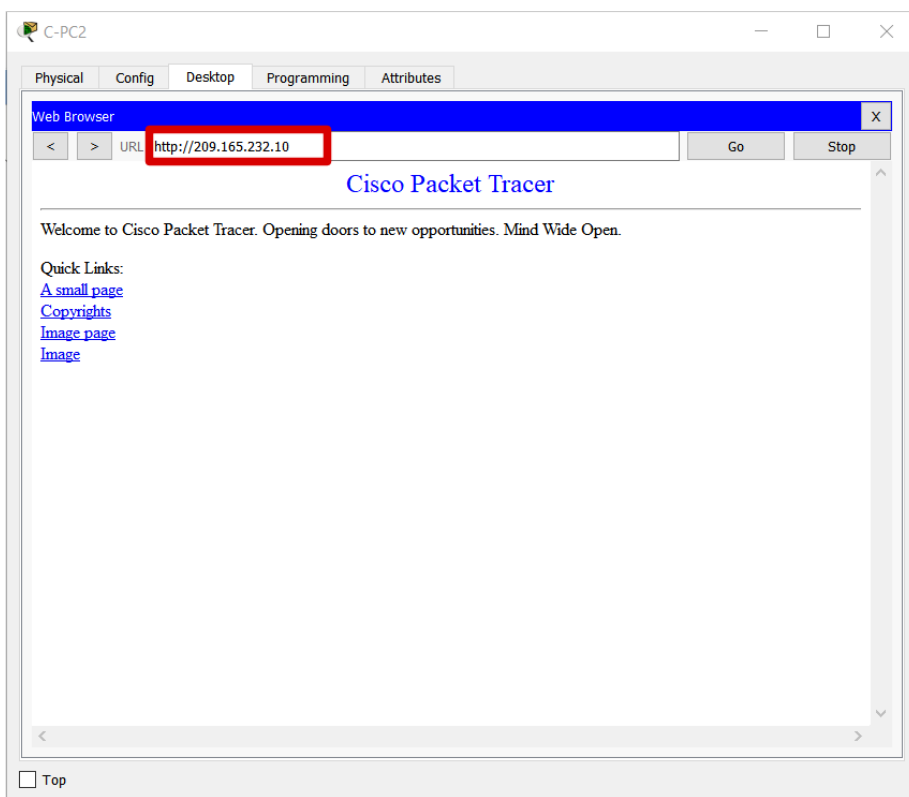 C-PC2
Physical Config Desktop Programming Attributes
Web Browser X
< > URL http://209.165.232.10 Go Stop
Cisco Packet Tracer
Welcome to Cisco Packet Tracer. Opening doors to new opportunities. Mind Wide Open.
Quick Links:
A small page
Copyrights
Image page
Image
Top